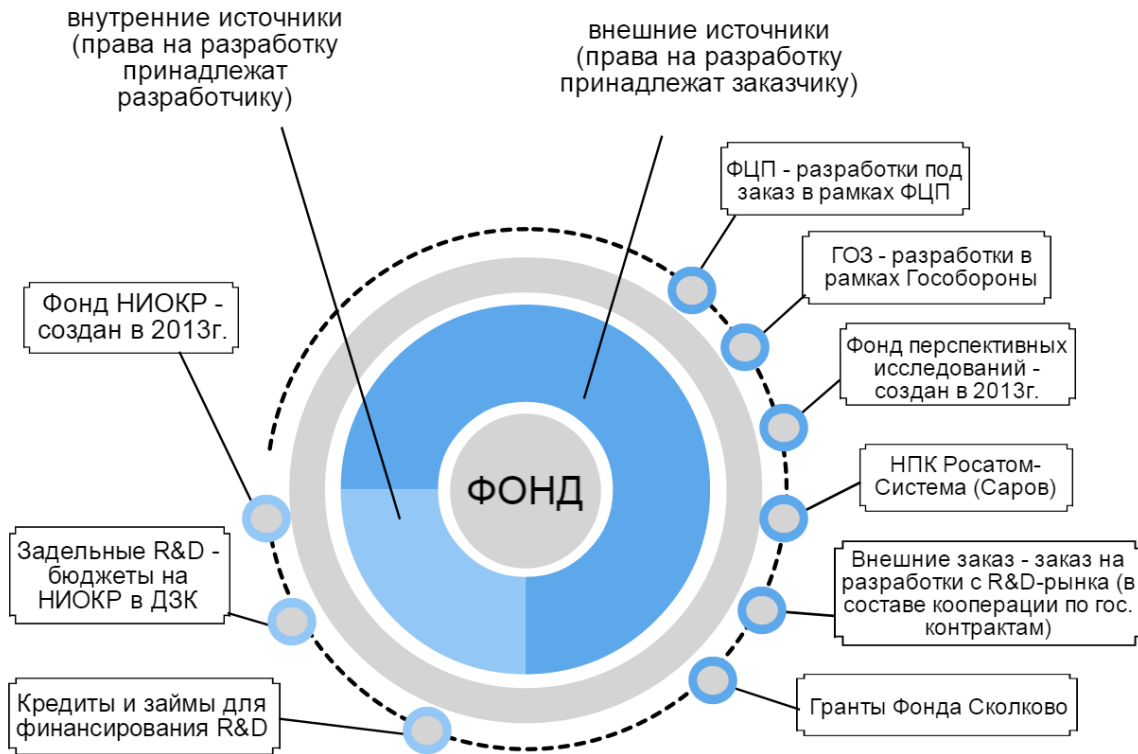 внутренние источники
(права на разработку
принадлежат
разработчику)
внешние источники
(права на разработку
принадлежат заказчику)
ФЦП - разработки под
заказ в рамках ФЦП
ГОЗ - разработки в
рамках Гособороны
Фонд перспективных
исследований -
создан в 2013г.
НПК Росатом-
Система (Саров)
Внешние заказ - заказ на
разработки с R&D-рынка (в
составе кооперации по гос.
контрактам)
Гранты Фонда Сколково
Фонд НИОКР -
создан в 2013г.
Задельные R&D -
бюджеты на
НИОКР в ДЗК
Кредиты и займы для
финансирования R&D
ФОНД